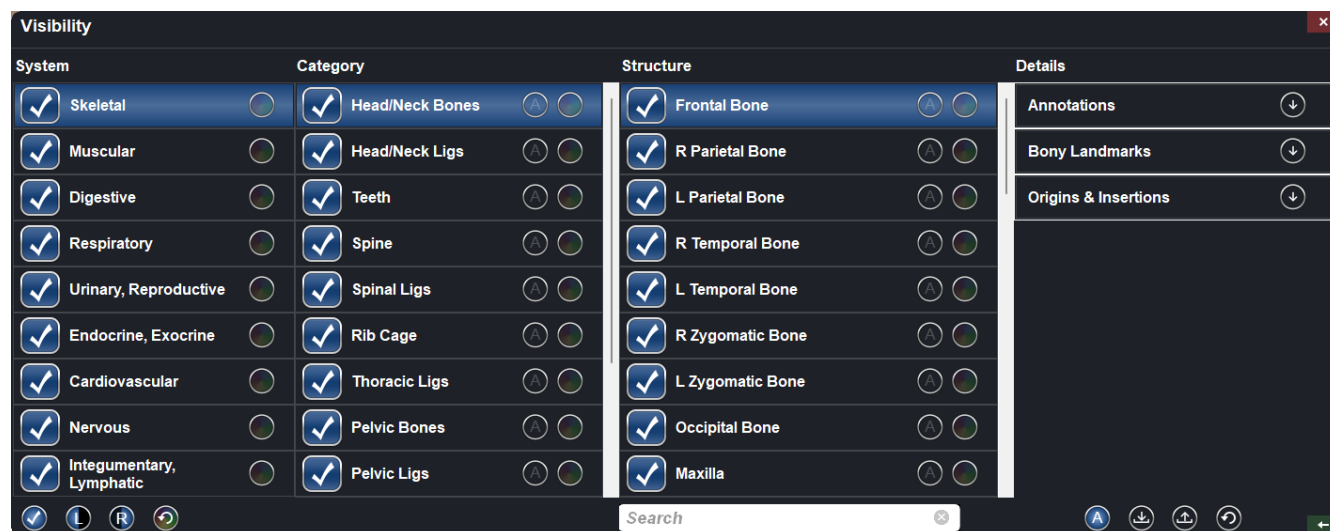 Visibility
System
Category
Structure
Details
Skeletal
Head/Neck Bones
A
Frontal Bone
A
Annotations
Muscular
Head/Neck Ligs
A
R Parietal Bone
A
Bony Landmarks
Digestive
Teeth
A
L Parietal Bone
A
Origins & Insertions
Respiratory
Spine
A
R Temporal Bone
A
Urinary, Reproductive
Spinal Ligs
A
L Temporal Bone
A
Endocrine, Exocrine
Rib Cage
A
R Zygomatic Bone
A
Cardiovascular
Thoracic Ligs
A
L Zygomatic Bone
A
Nervous
Pelvic Bones
A
Occipital Bone
A
Integumentary,
Lymphatic
Pelvic Ligs
A
Maxilla
A
L
R
Search
A